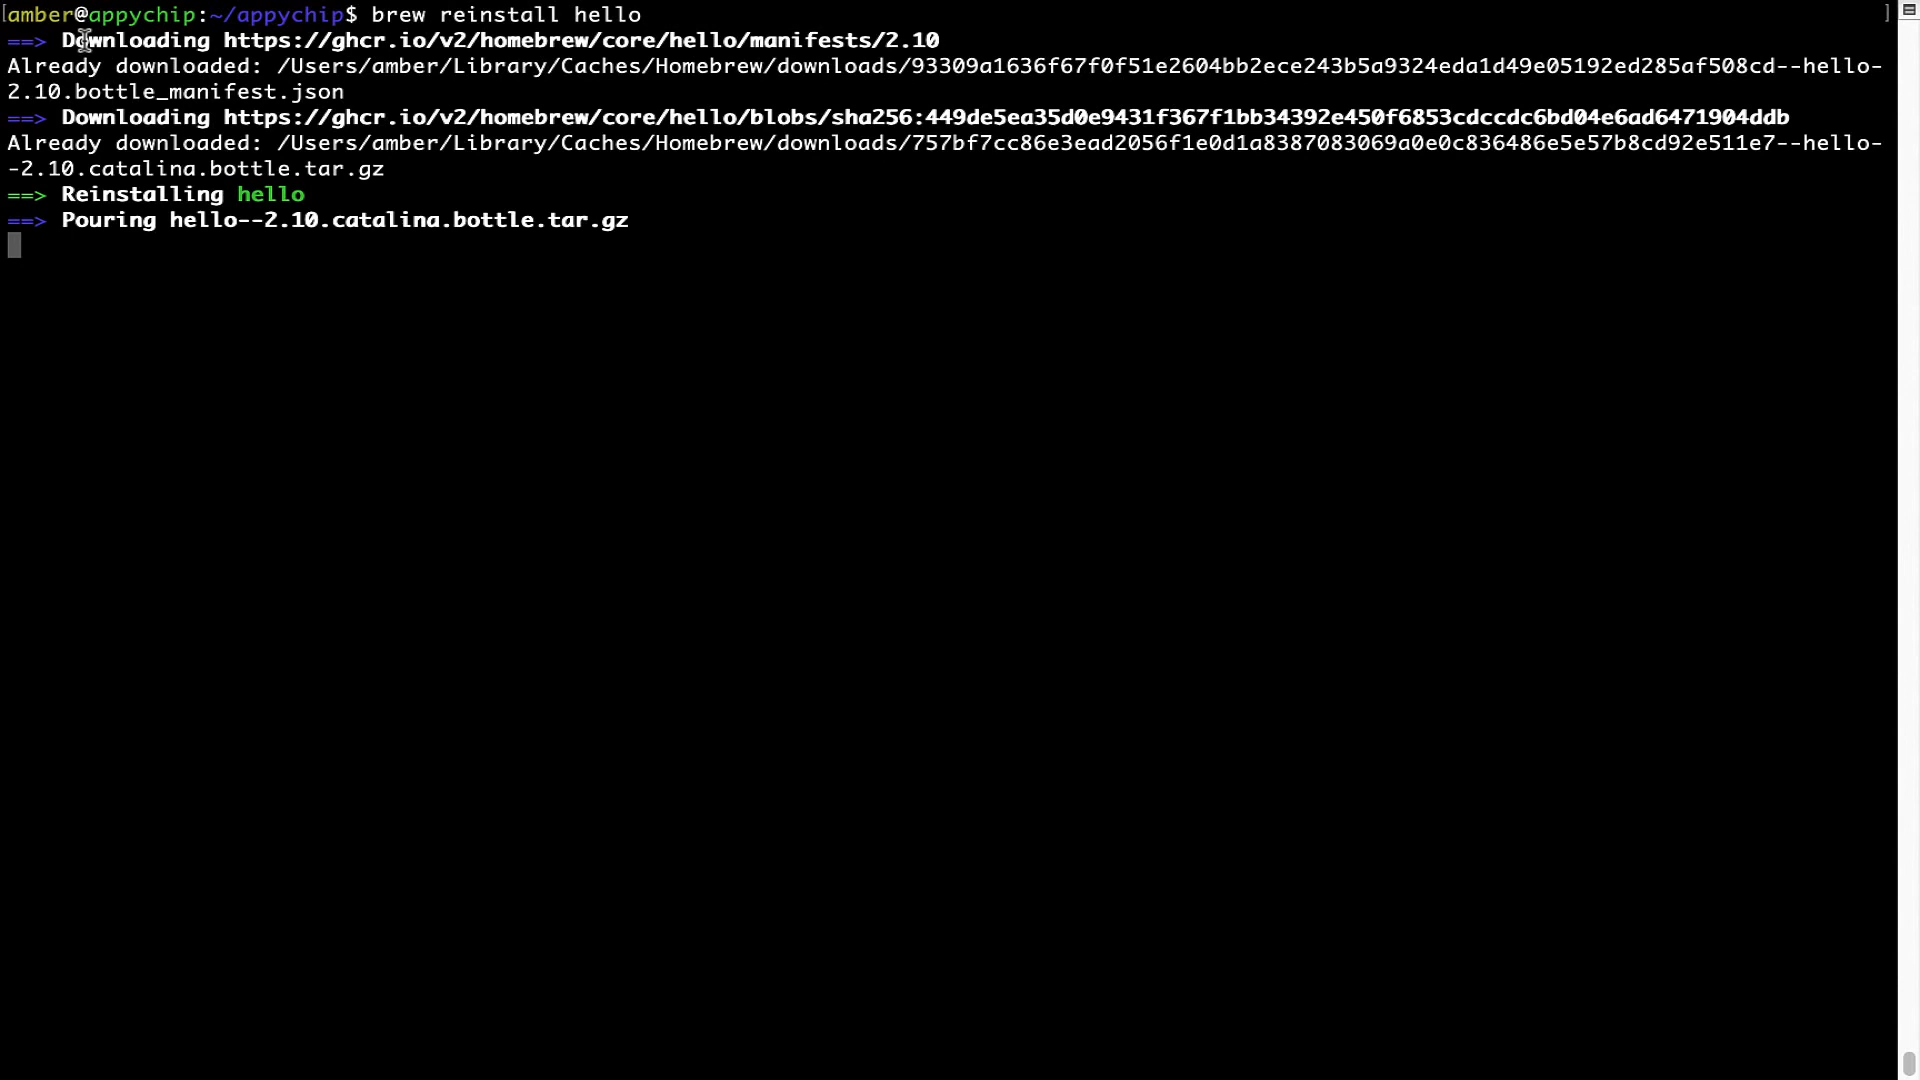 [amber@appychip:~/appychip$ brew reinstall hello ]
==> Downloading https://ghcr.io/v2/homebrew/core/hello/manifests/2.10
Already downloaded: /Users/amber/Library/Caches/Homebrew/downloads/93309a1636f67f0f51e2604bb2ece243b5a9324eda1d49e05192ed285af508cd--hello-
2.10.bottle_manifest.json
==> Downloading https://ghcr.io/v2/homebrew/core/hello/blobs/sha256:449de5ea35d0e9431f367f1bb34392e450f6853cdccdc6bd04e6ad6471904ddb
Already downloaded: /Users/amber/Library/Caches/Homebrew/downloads/757bf7cc86e3ead2056f1e0d1a8387083069a0e0c836486e5e57b8cd92e511e7--hello-
-2.10.catalina.bottle.tar.gz
==> Reinstalling hello
==> Pouring hello--2.10.catalina.bottle.tar.gz